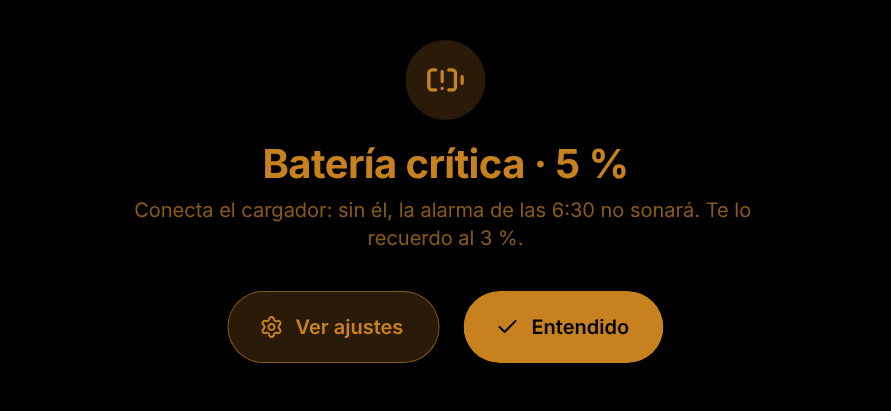 Batería crítica · 5 %
Conecta el cargador: sin él, la alarma de las 6:30 no sonará. Te lo
recuerdo al 3 %.
Ver ajustes
Entendido